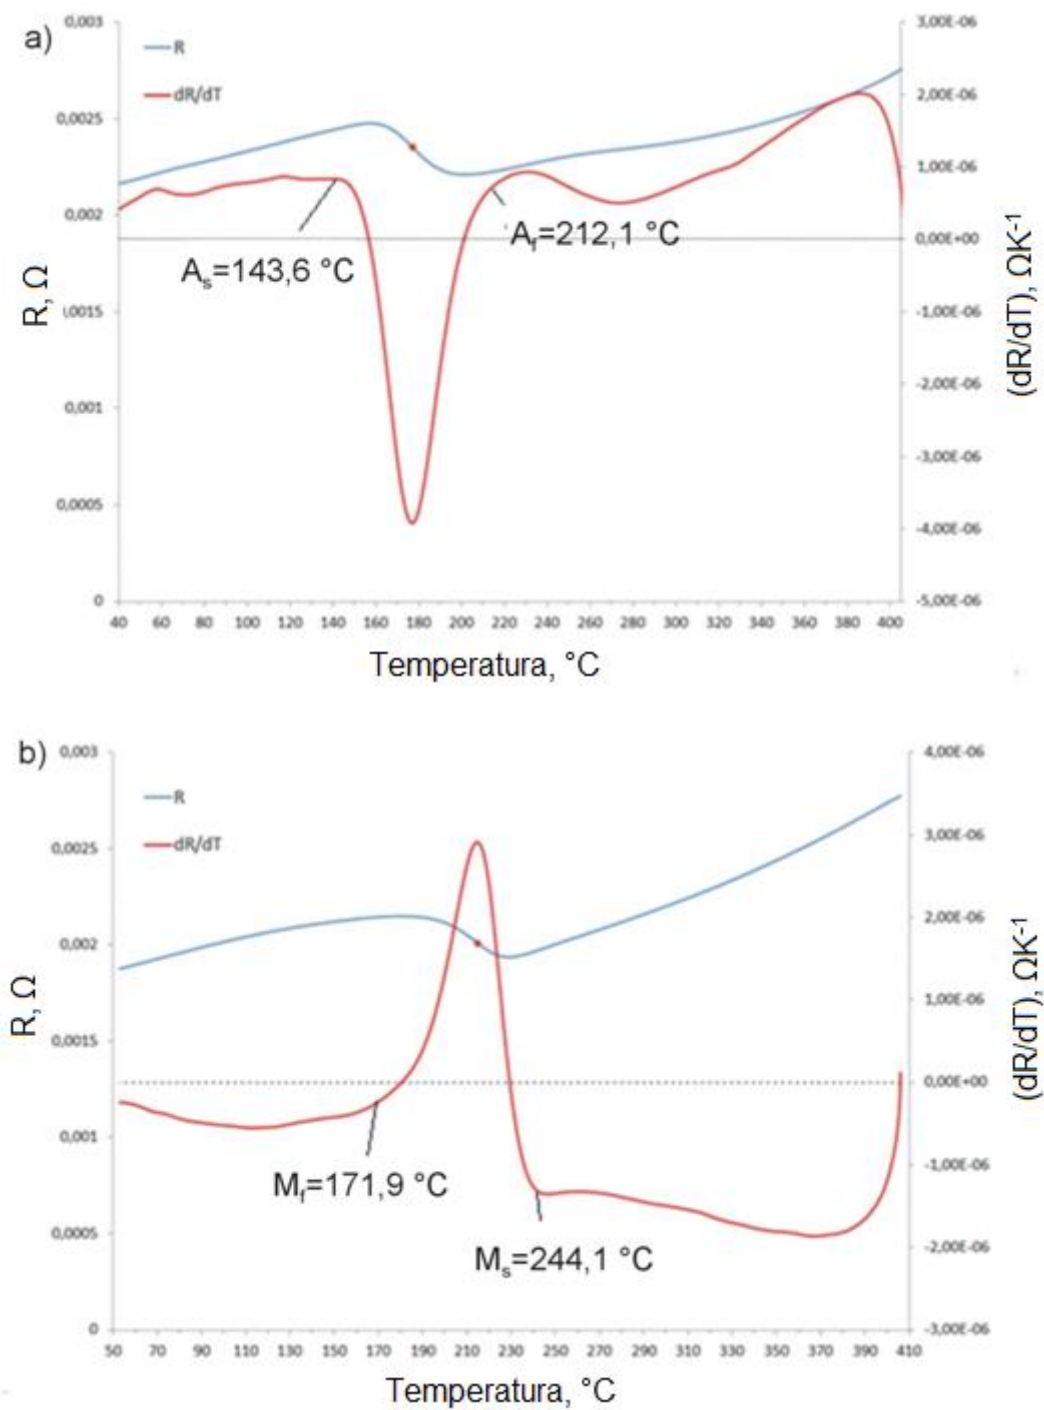 a)
0,003
3,00E-06
R
dR/dT
2,00E-06
0,0025
1,00E-06
0,002
A_f=212,1 °C
0,00E+00
A_s=143,6 °C
R, Ω
0,0015
-1,00E-06
(dR/dT), ΩK⁻¹
-2,00E-06
0,001
-3,00E-06
0,0005
-4,00E-06
0
-5,00E-06
40 60 80 100 120 140 160 180 200 220 240 260 280 300 320 340 360 380 400
Temperatura, °C
b)
0,003
4,00E-06
R
dR/dT
3,00E-06
0,0025
2,00E-06
0,002
R, Ω
1,00E-06
(dR/dT), ΩK⁻¹
0,0015
0,00E+00
0,001
-1,00E-06
M_f=171,9 °C
0,0005
-2,00E-06
M_s=244,1 °C
0
-3,00E-06
50 70 90 110 130 150 170 190 210 230 250 270 290 310 330 350 370 390 410
Temperatura, °C